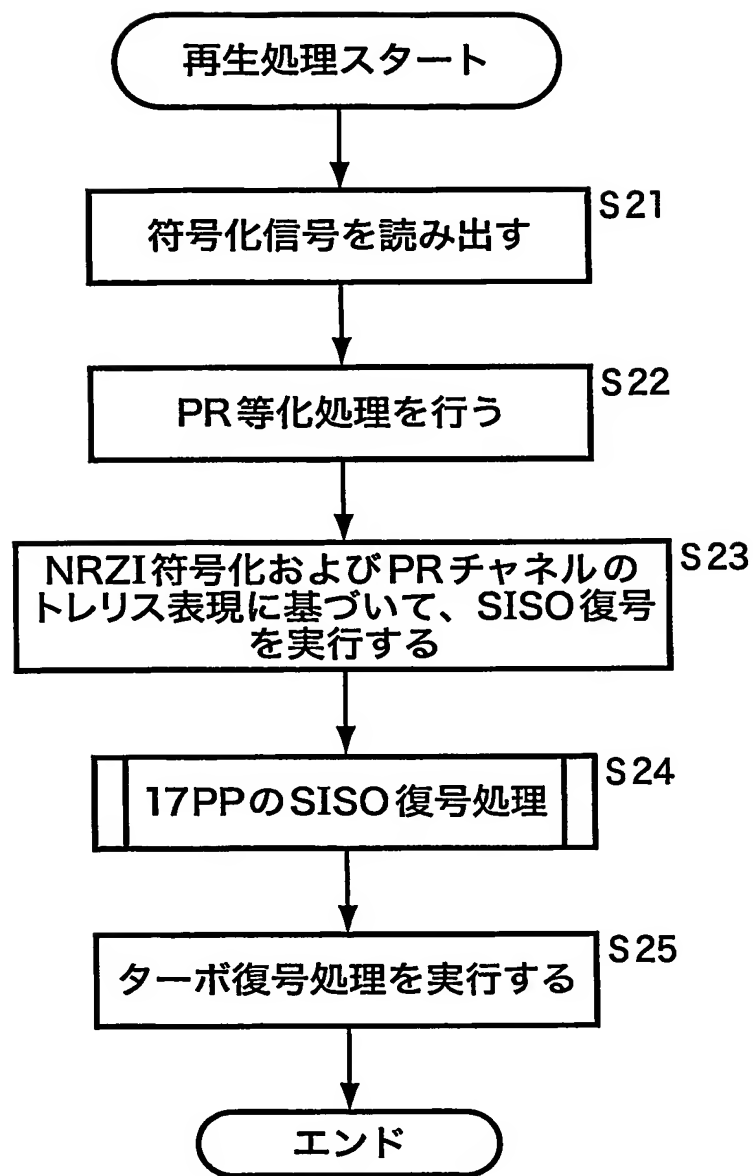 再生処理スタート
S21
符号化信号を読み出す
S22
PR等化処理を行う
S23
NRZI符号化およびPRチャネルの
トレリス表現に基づいて、SISO復号
を実行する
S24
17PPのSISO復号処理
S25
ターボ復号処理を実行する
エンド